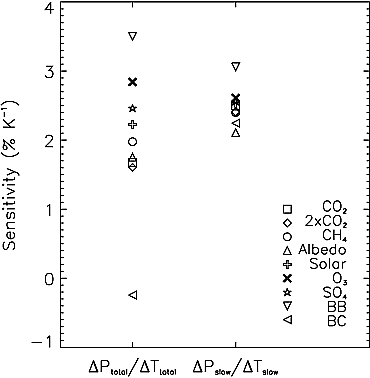 4
3
2
1
0
−1
Sensitivity (% K⁻¹)
CO₂
2xCO₂
CH₄
Albedo
Solar
O₃
SO₄
BB
BC
ΔP_total/ΔT_total ΔP_slow/ΔT_slow